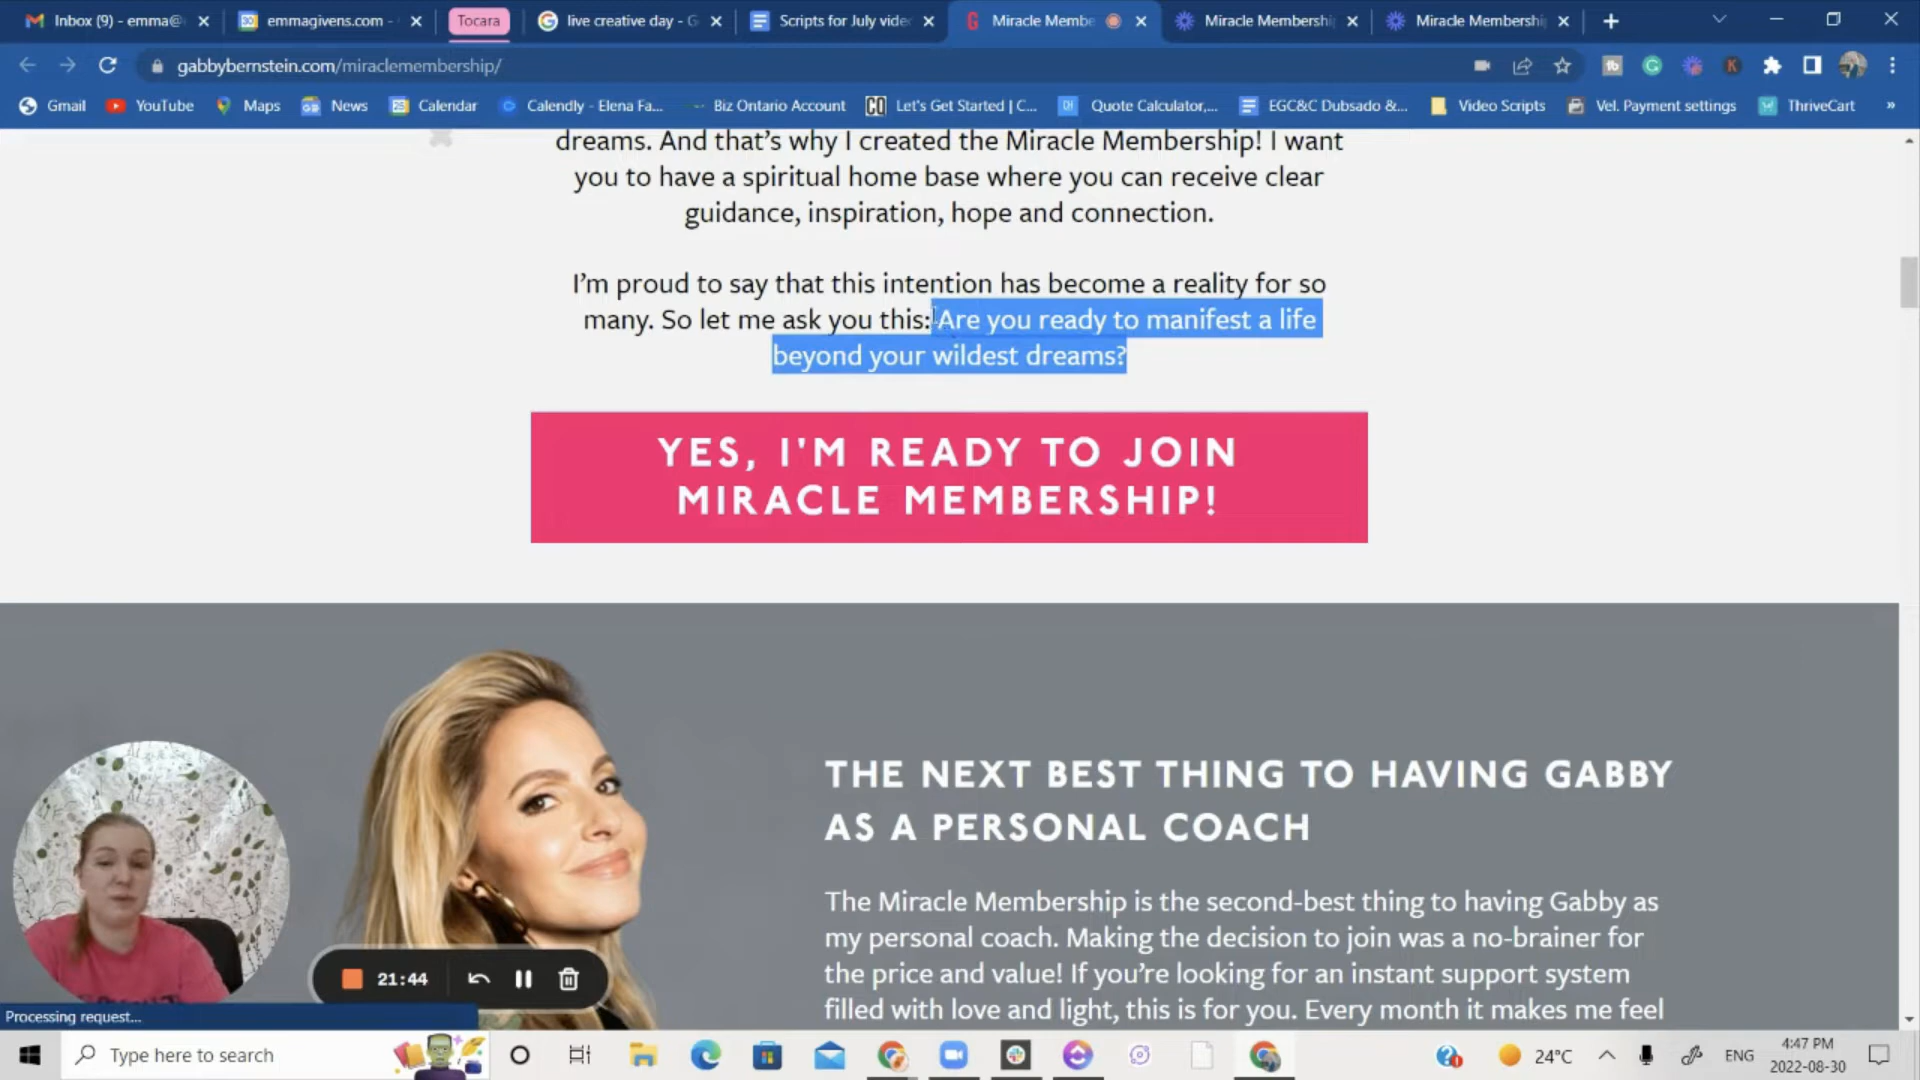 Inbox (9) - emma@
emmagivens.com -
Tocara
live creative day - G
Scripts for July vide
Miracle Membe
Miracle Membershi
Miracle Membershi
gabbybernstein.com/miraclemembership/
Gmail
YouTube
Maps
News
Calendar
Calendly - Elena Fa...
Biz Ontario Account
Let's Get Started | C...
Quote Calculator,...
EGC&C Dubsado &...
Video Scripts
Vel. Payment settings
ThriveCart
»
dreams. And that's why I created the Miracle Membership! I want
you to have a spiritual home base where you can receive clear
guidance, inspiration, hope and connection.
I'm proud to say that this intention has become a reality for so
many. So let me ask you this: Are you ready to manifest a life
beyond your wildest dreams?
YES, I'M READY TO JOIN
MIRACLE MEMBERSHIP!
THE NEXT BEST THING TO HAVING GABBY
AS A PERSONAL COACH
The Miracle Membership is the second-best thing to having Gabby as
my personal coach. Making the decision to join was a no-brainer for
the price and value! If you're looking for an instant support system
filled with love and light, this is for you. Every month it makes me feel
21:44
Processing request...
Type here to search
24°C
ENG
4:47 PM
2022-08-30